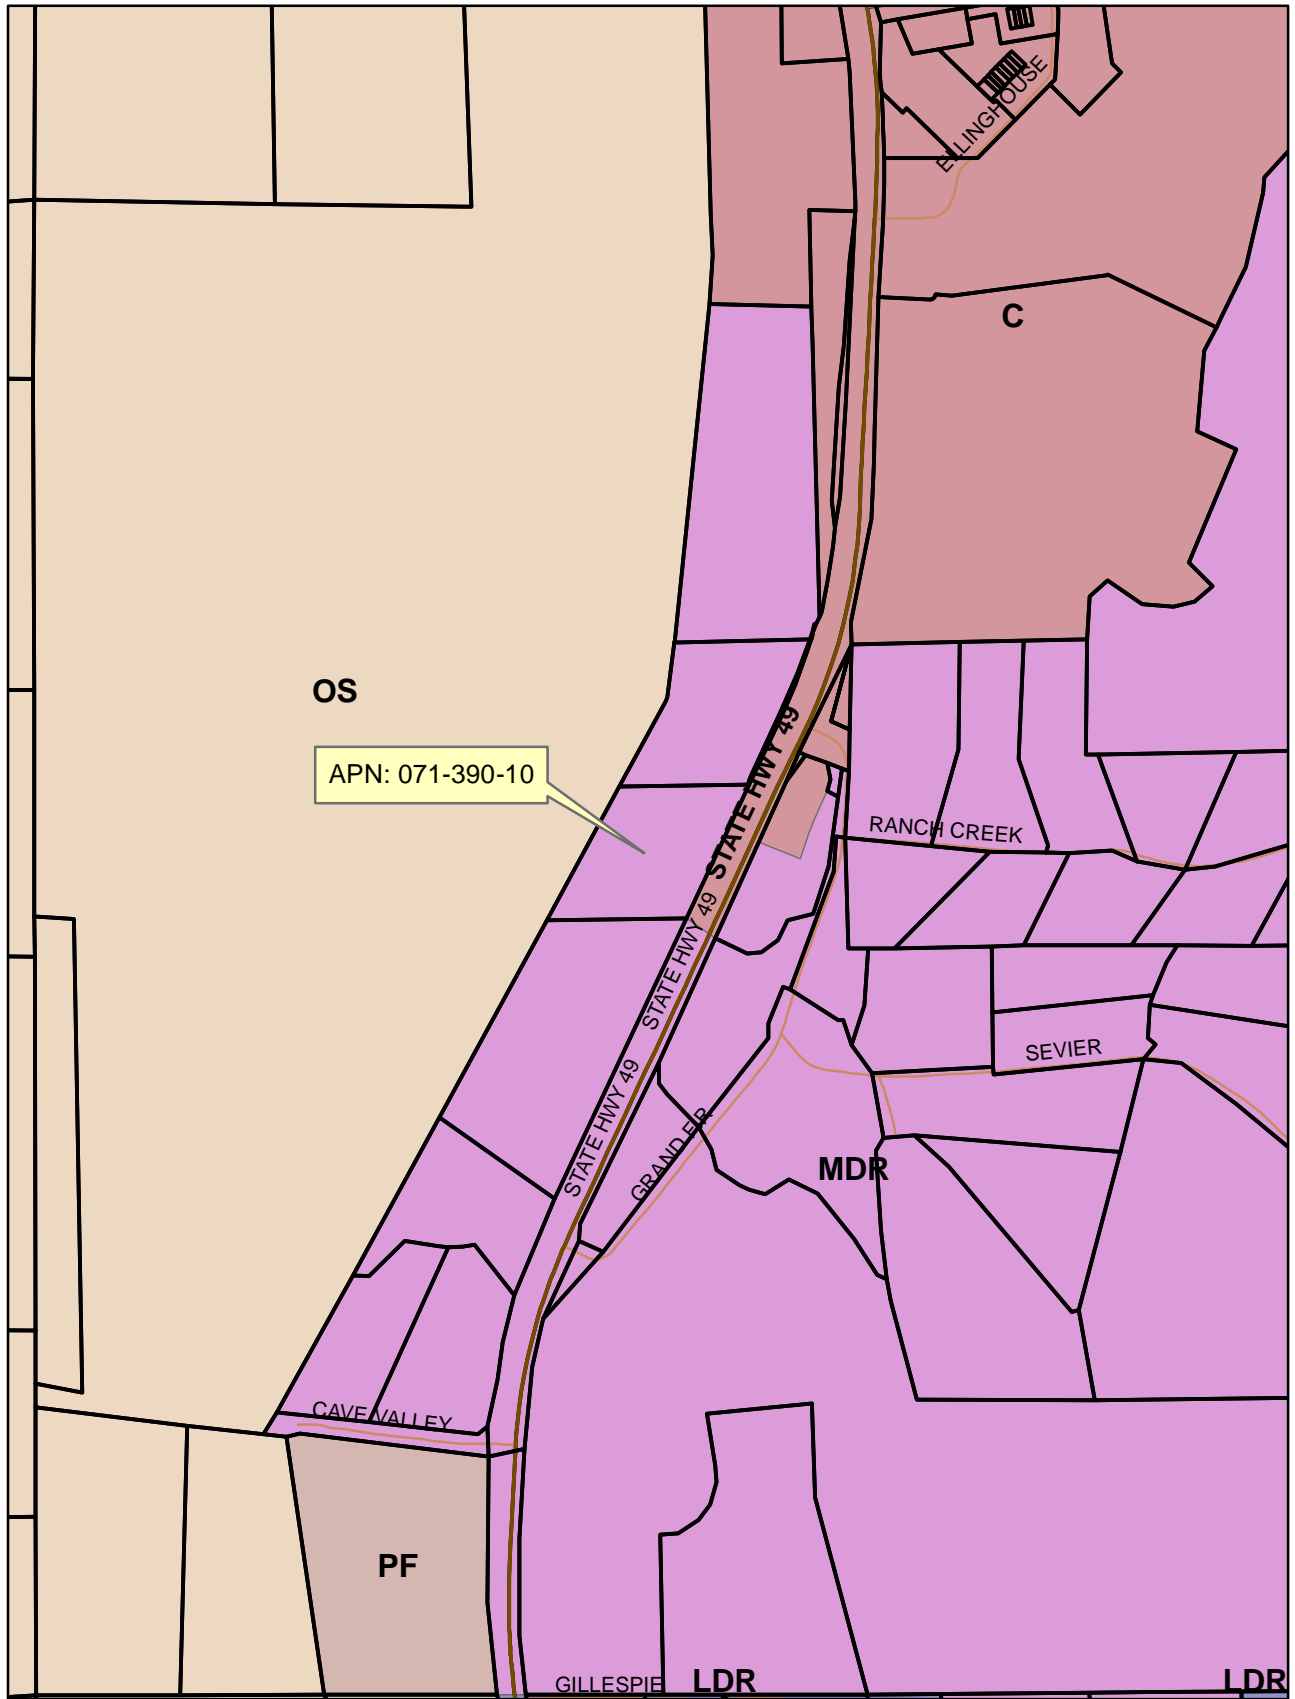 ELLINGHOUSE
C
OS
APN: 071-390-10
STATE HWY 49
RANCH CREEK
STATE HWY 49
SEVIER
STATE HWY 49
GRAND FIR
MDR
CAVE VALLEY
PF
GILLESPIE
LDR
LDR